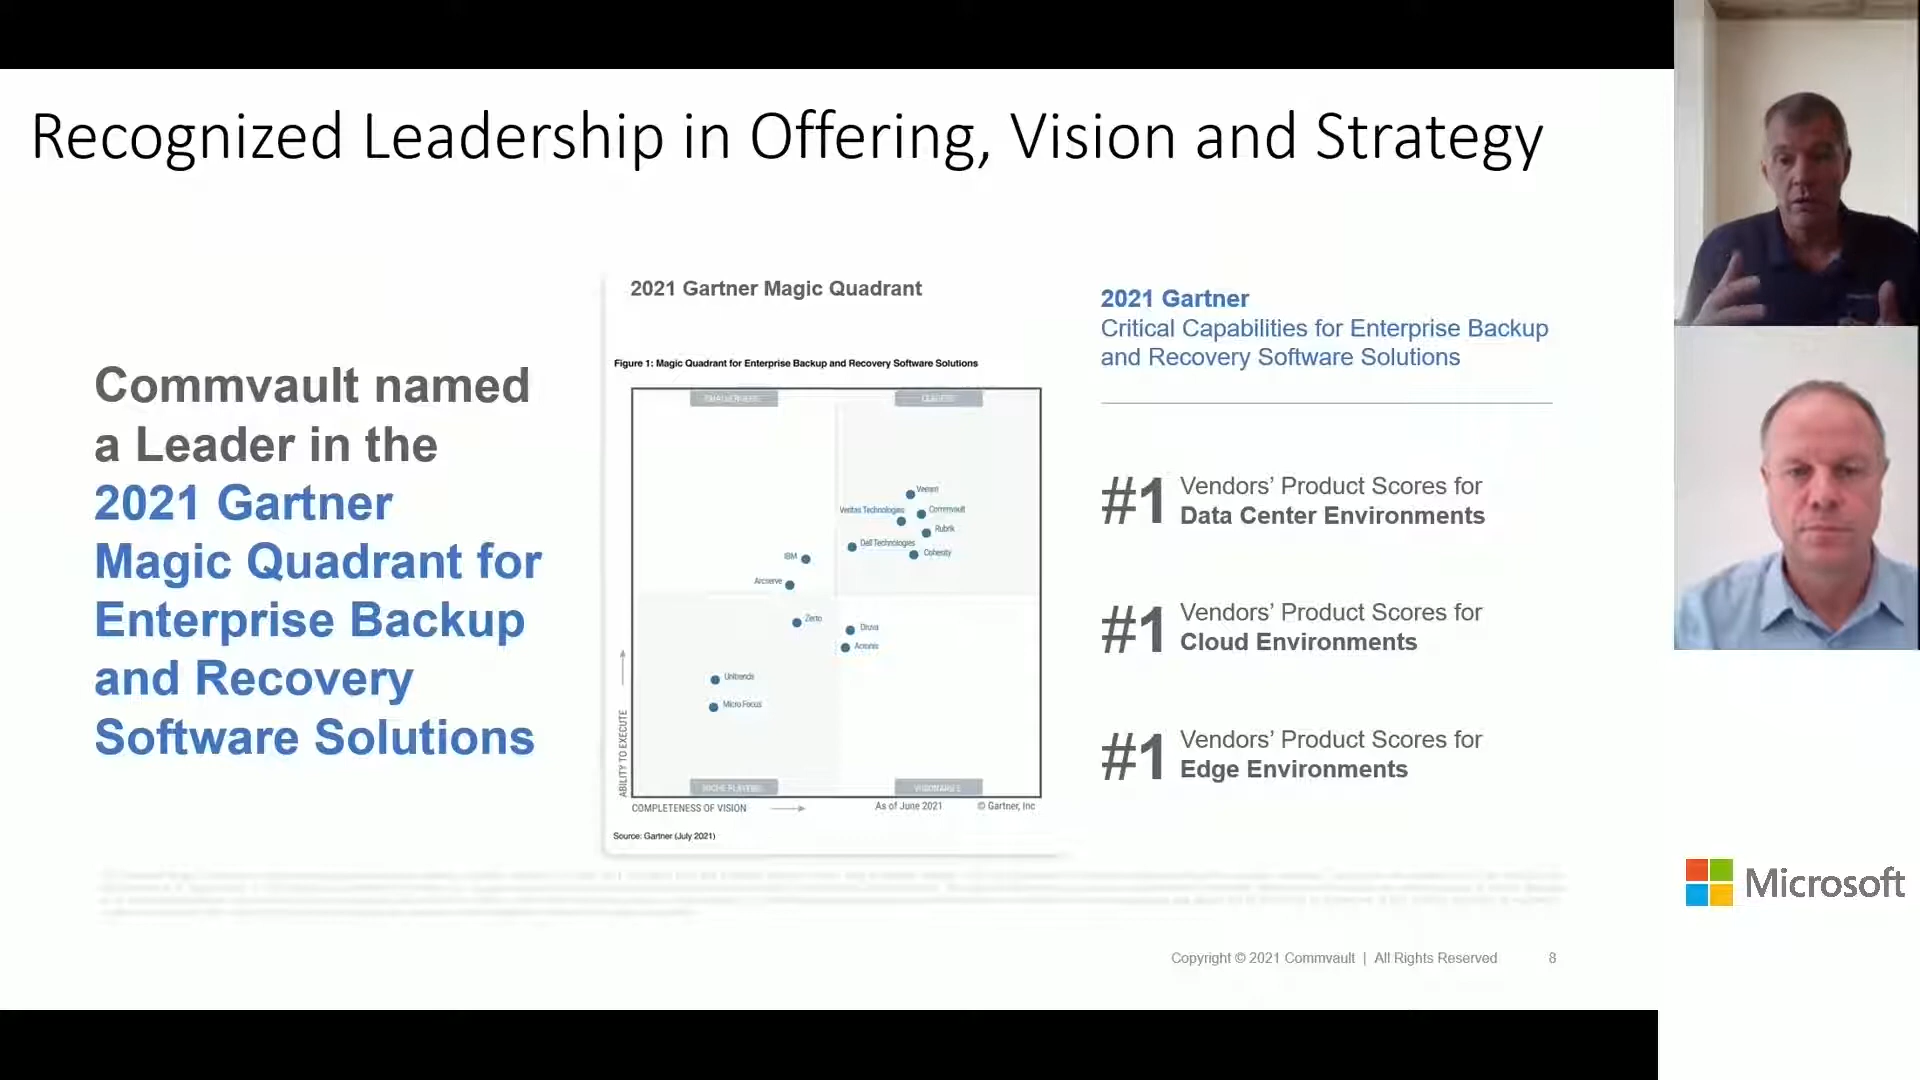 Recognized Leadership in Offering, Vision and Strategy
Commvault named
a Leader in the
2021 Gartner
Magic Quadrant for
Enterprise Backup
and Recovery
Software Solutions
2021 Gartner Magic Quadrant
Figure 1: Magic Quadrant for Enterprise Backup and Recovery Software Solutions
CHALLENGERS
LEADERS
Veeam
Veritas Technologies
Commvault
Rubrik
Dell Technologies
Cohesity
IBM
Arcserve
Zerto
Druva
Acronis
Unitrends
Micro Focus
ABILITY TO EXECUTE
NICHE PLAYERS
VISIONARIES
COMPLETENESS OF VISION
As of June 2021
© Gartner, Inc
Source: Gartner (July 2021)
2021 Gartner
Critical Capabilities for Enterprise Backup
and Recovery Software Solutions
#1 Vendors’ Product Scores for
Data Center Environments
#1 Vendors’ Product Scores for
Cloud Environments
#1 Vendors’ Product Scores for
Edge Environments
Microsoft
Copyright © 2021 Commvault | All Rights Reserved 8